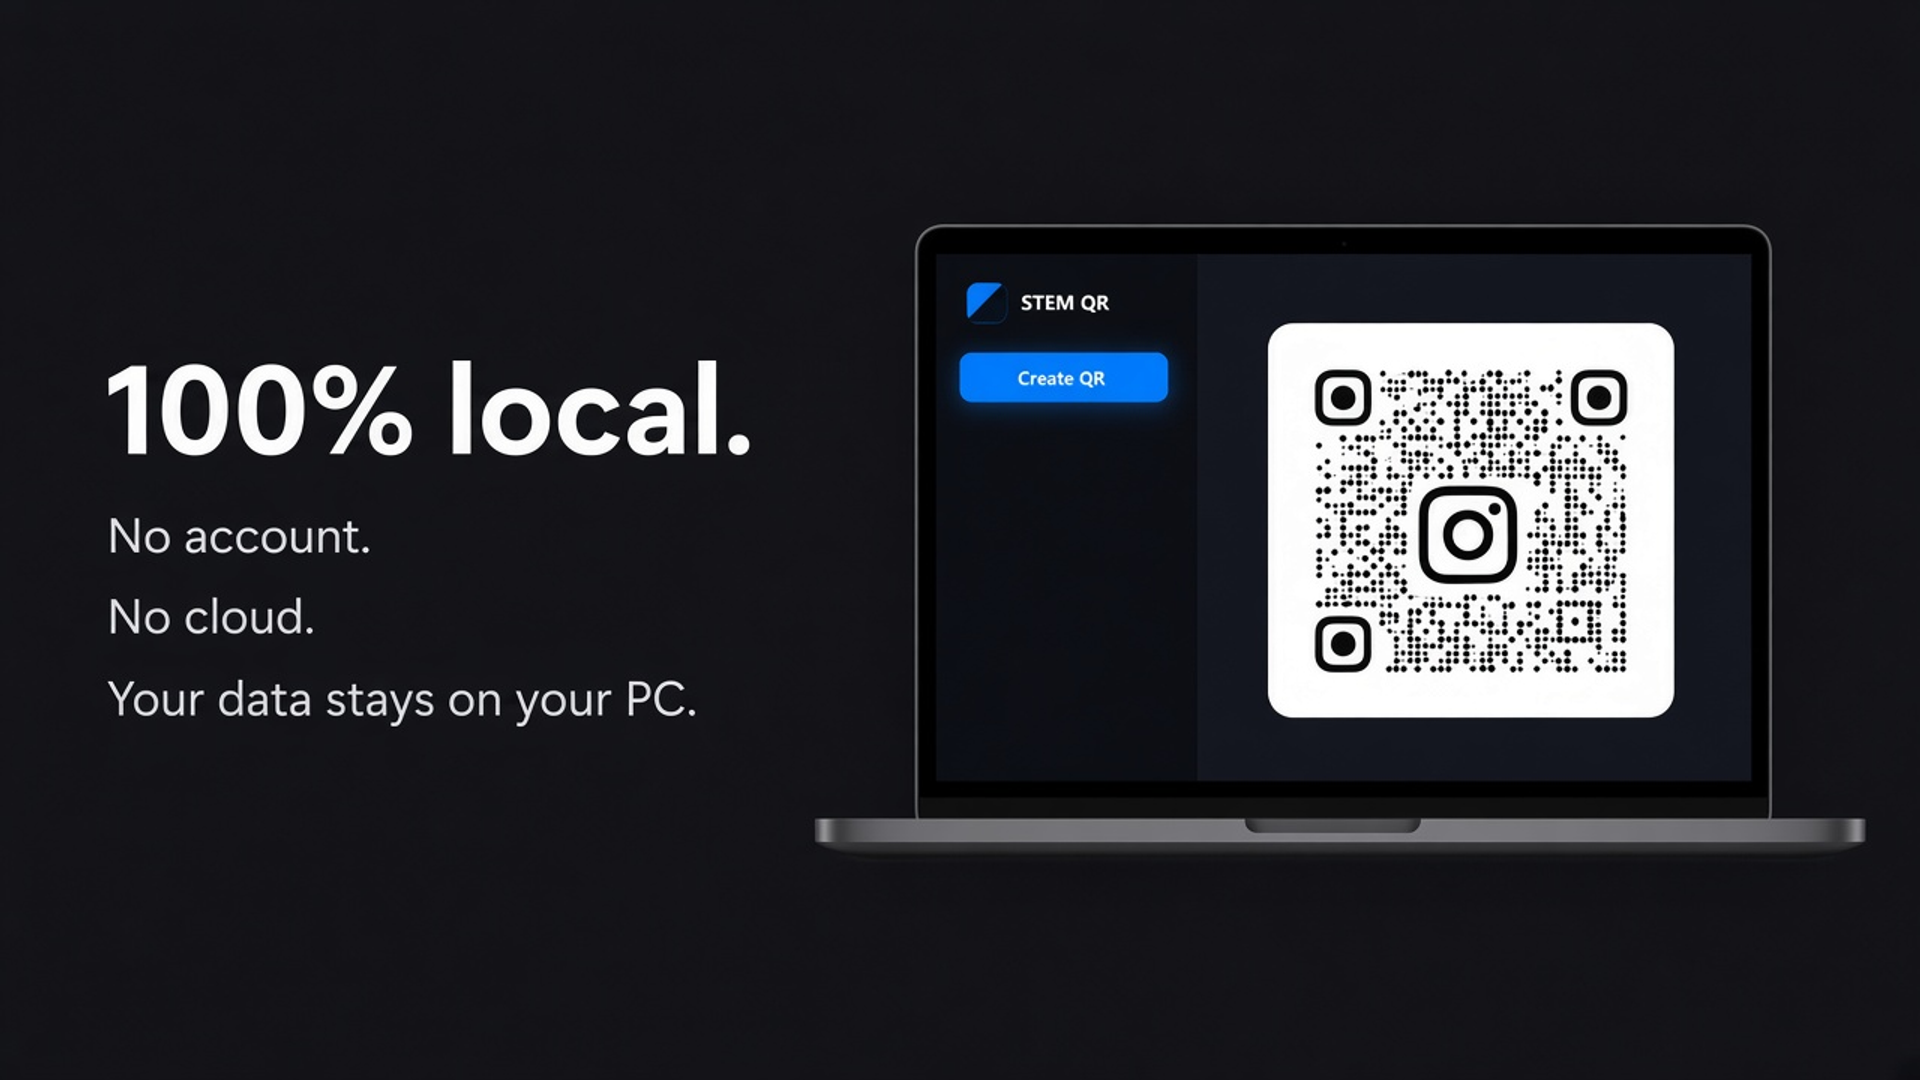 100% local.
No account.
No cloud.
Your data stays on your PC.
STEM QR
Create QR